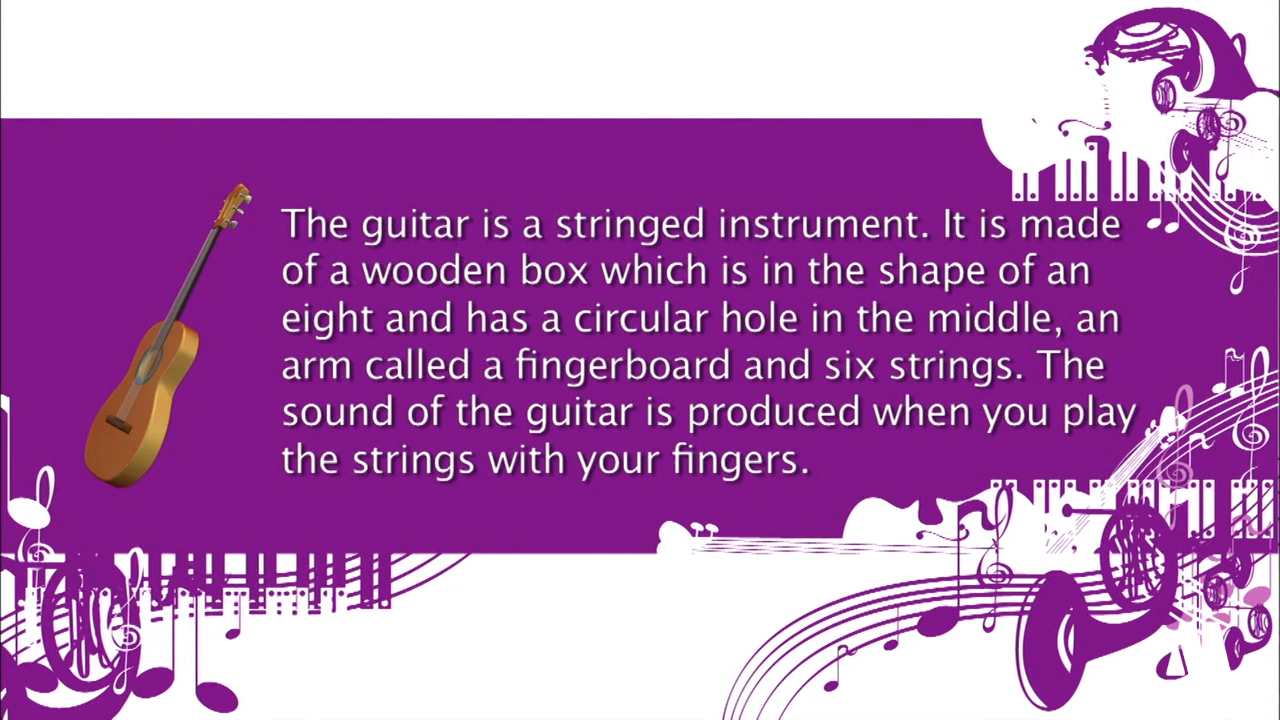 The guitar is a stringed instrument. It is made
of a wooden box which is in the shape of an
eight and has a circular hole in the middle, an
arm called a fingerboard and six strings. The
sound of the guitar is produced when you play
the strings with your fingers.